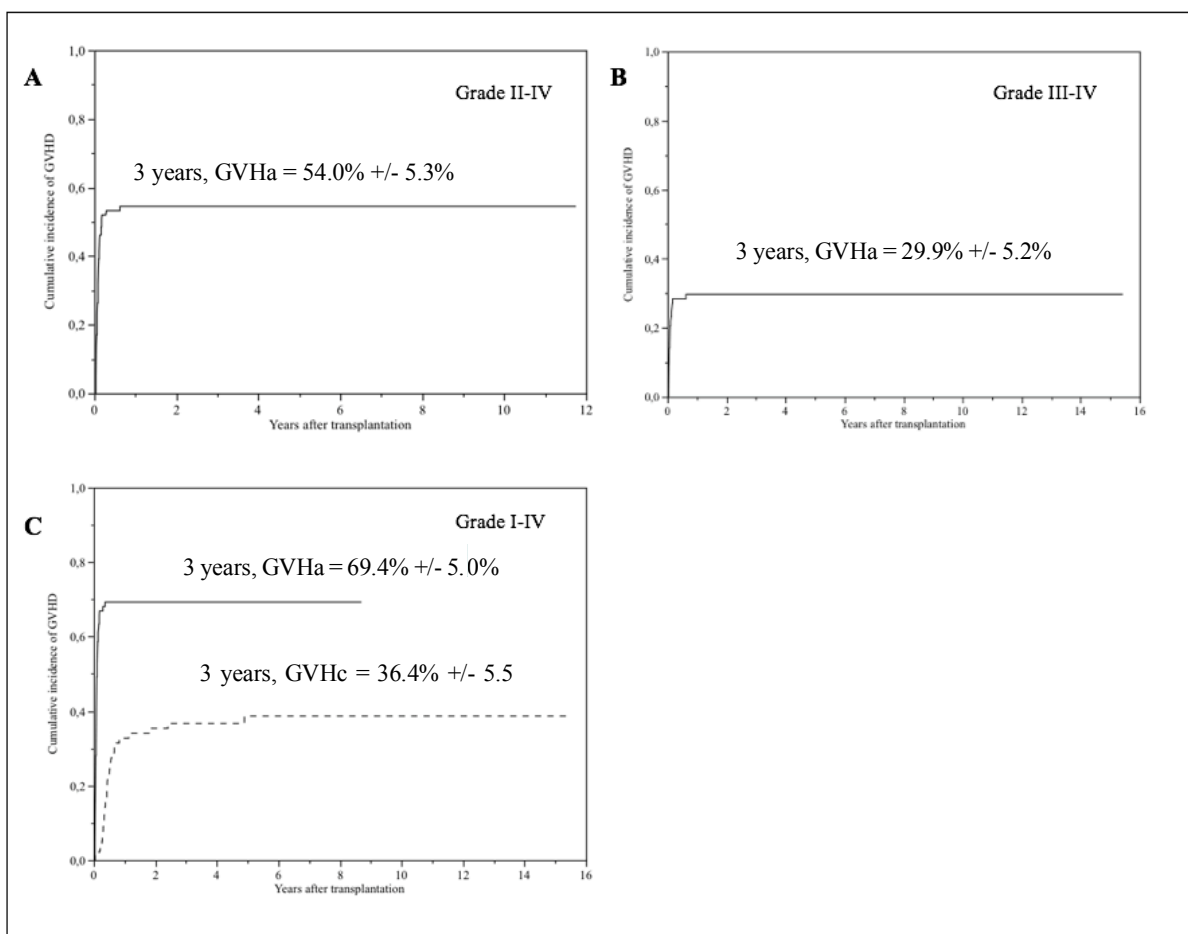 A
Grade II-IV
3 years, GVHa = 54.0% +/- 5.3%
Cumulative incidence of GVHD
1,0
0,8
0,6
0,4
0,2
0,0
0 2 4 6 8 10 12
Years after transplantation
B
Grade III-IV
3 years, GVHa = 29.9% +/- 5.2%
Cumulative incidence of GVHD
1,0
0,8
0,6
0,4
0,2
0,0
0 2 4 6 8 10 12 14 16
Years after transplantation
C
Grade I-IV
3 years, GVHa = 69.4% +/- 5.0%
3 years, GVHc = 36.4% +/- 5.5
Cumulative incidence of GVHD
1,0
0,8
0,6
0,4
0,2
0,0
0 2 4 6 8 10 12 14 16
Years after transplantation